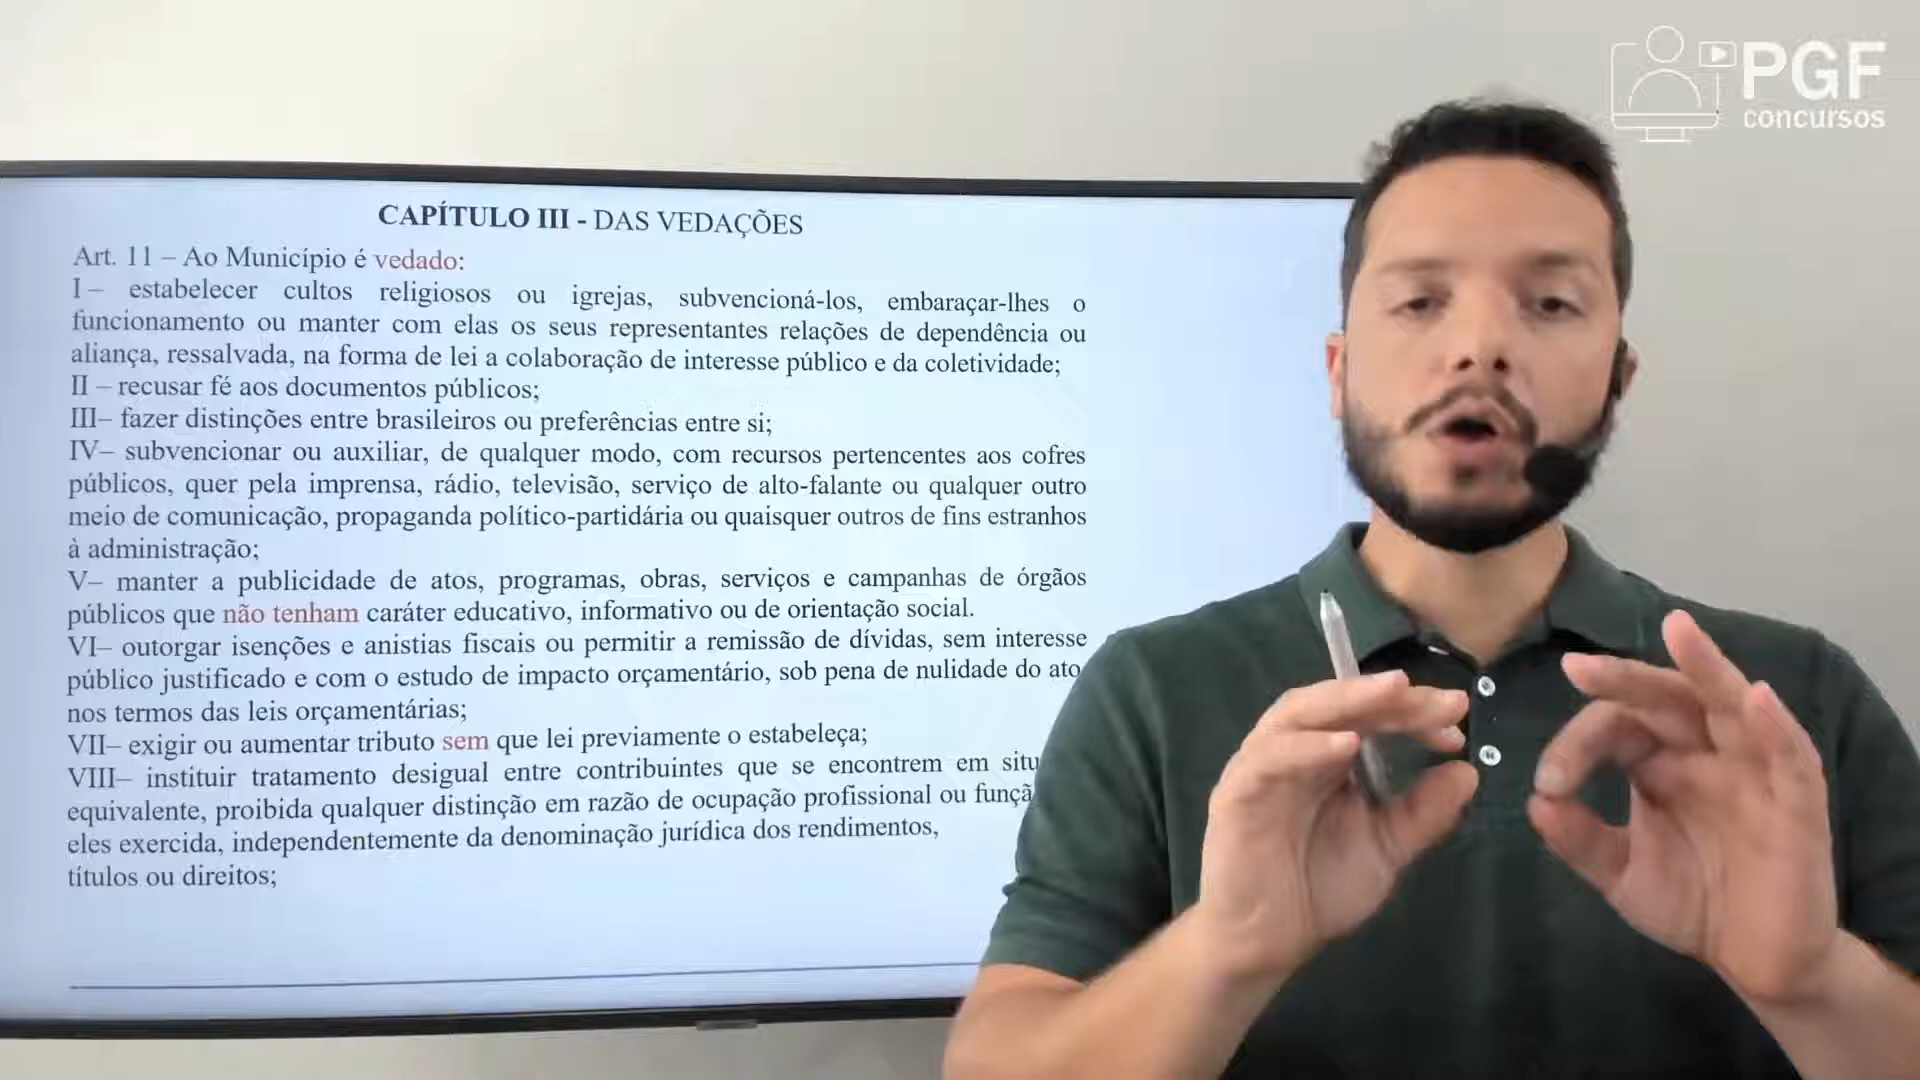 PGF
concursos
CAPÍTULO III - DAS VEDAÇÕES
Art. 11 – Ao Município é vedado:
I – estabelecer cultos religiosos ou igrejas, subvencioná-los, embaraçar-lhes o
funcionamento ou manter com elas os seus representantes relações de dependência ou
aliança, ressalvada, na forma de lei a colaboração de interesse público e da coletividade;
II – recusar fé aos documentos públicos;
III– fazer distinções entre brasileiros ou preferências entre si;
IV– subvencionar ou auxiliar, de qualquer modo, com recursos pertencentes aos cofres
públicos, quer pela imprensa, rádio, televisão, serviço de alto-falante ou qualquer outro
meio de comunicação, propaganda político-partidária ou quaisquer outros de fins estranhos
à administração;
V– manter a publicidade de atos, programas, obras, serviços e campanhas de órgãos
públicos que não tenham caráter educativo, informativo ou de orientação social.
VI– outorgar isenções e anistias fiscais ou permitir a remissão de dívidas, sem interesse
público justificado e com o estudo de impacto orçamentário, sob pena de nulidade do ato
nos termos das leis orçamentárias;
VII– exigir ou aumentar tributo sem que lei previamente o estabeleça;
VIII– instituir tratamento desigual entre contribuintes que se encontrem em situ
equivalente, proibida qualquer distinção em razão de ocupação profissional ou funçã
eles exercida, independentemente da denominação jurídica dos rendimentos,
títulos ou direitos;